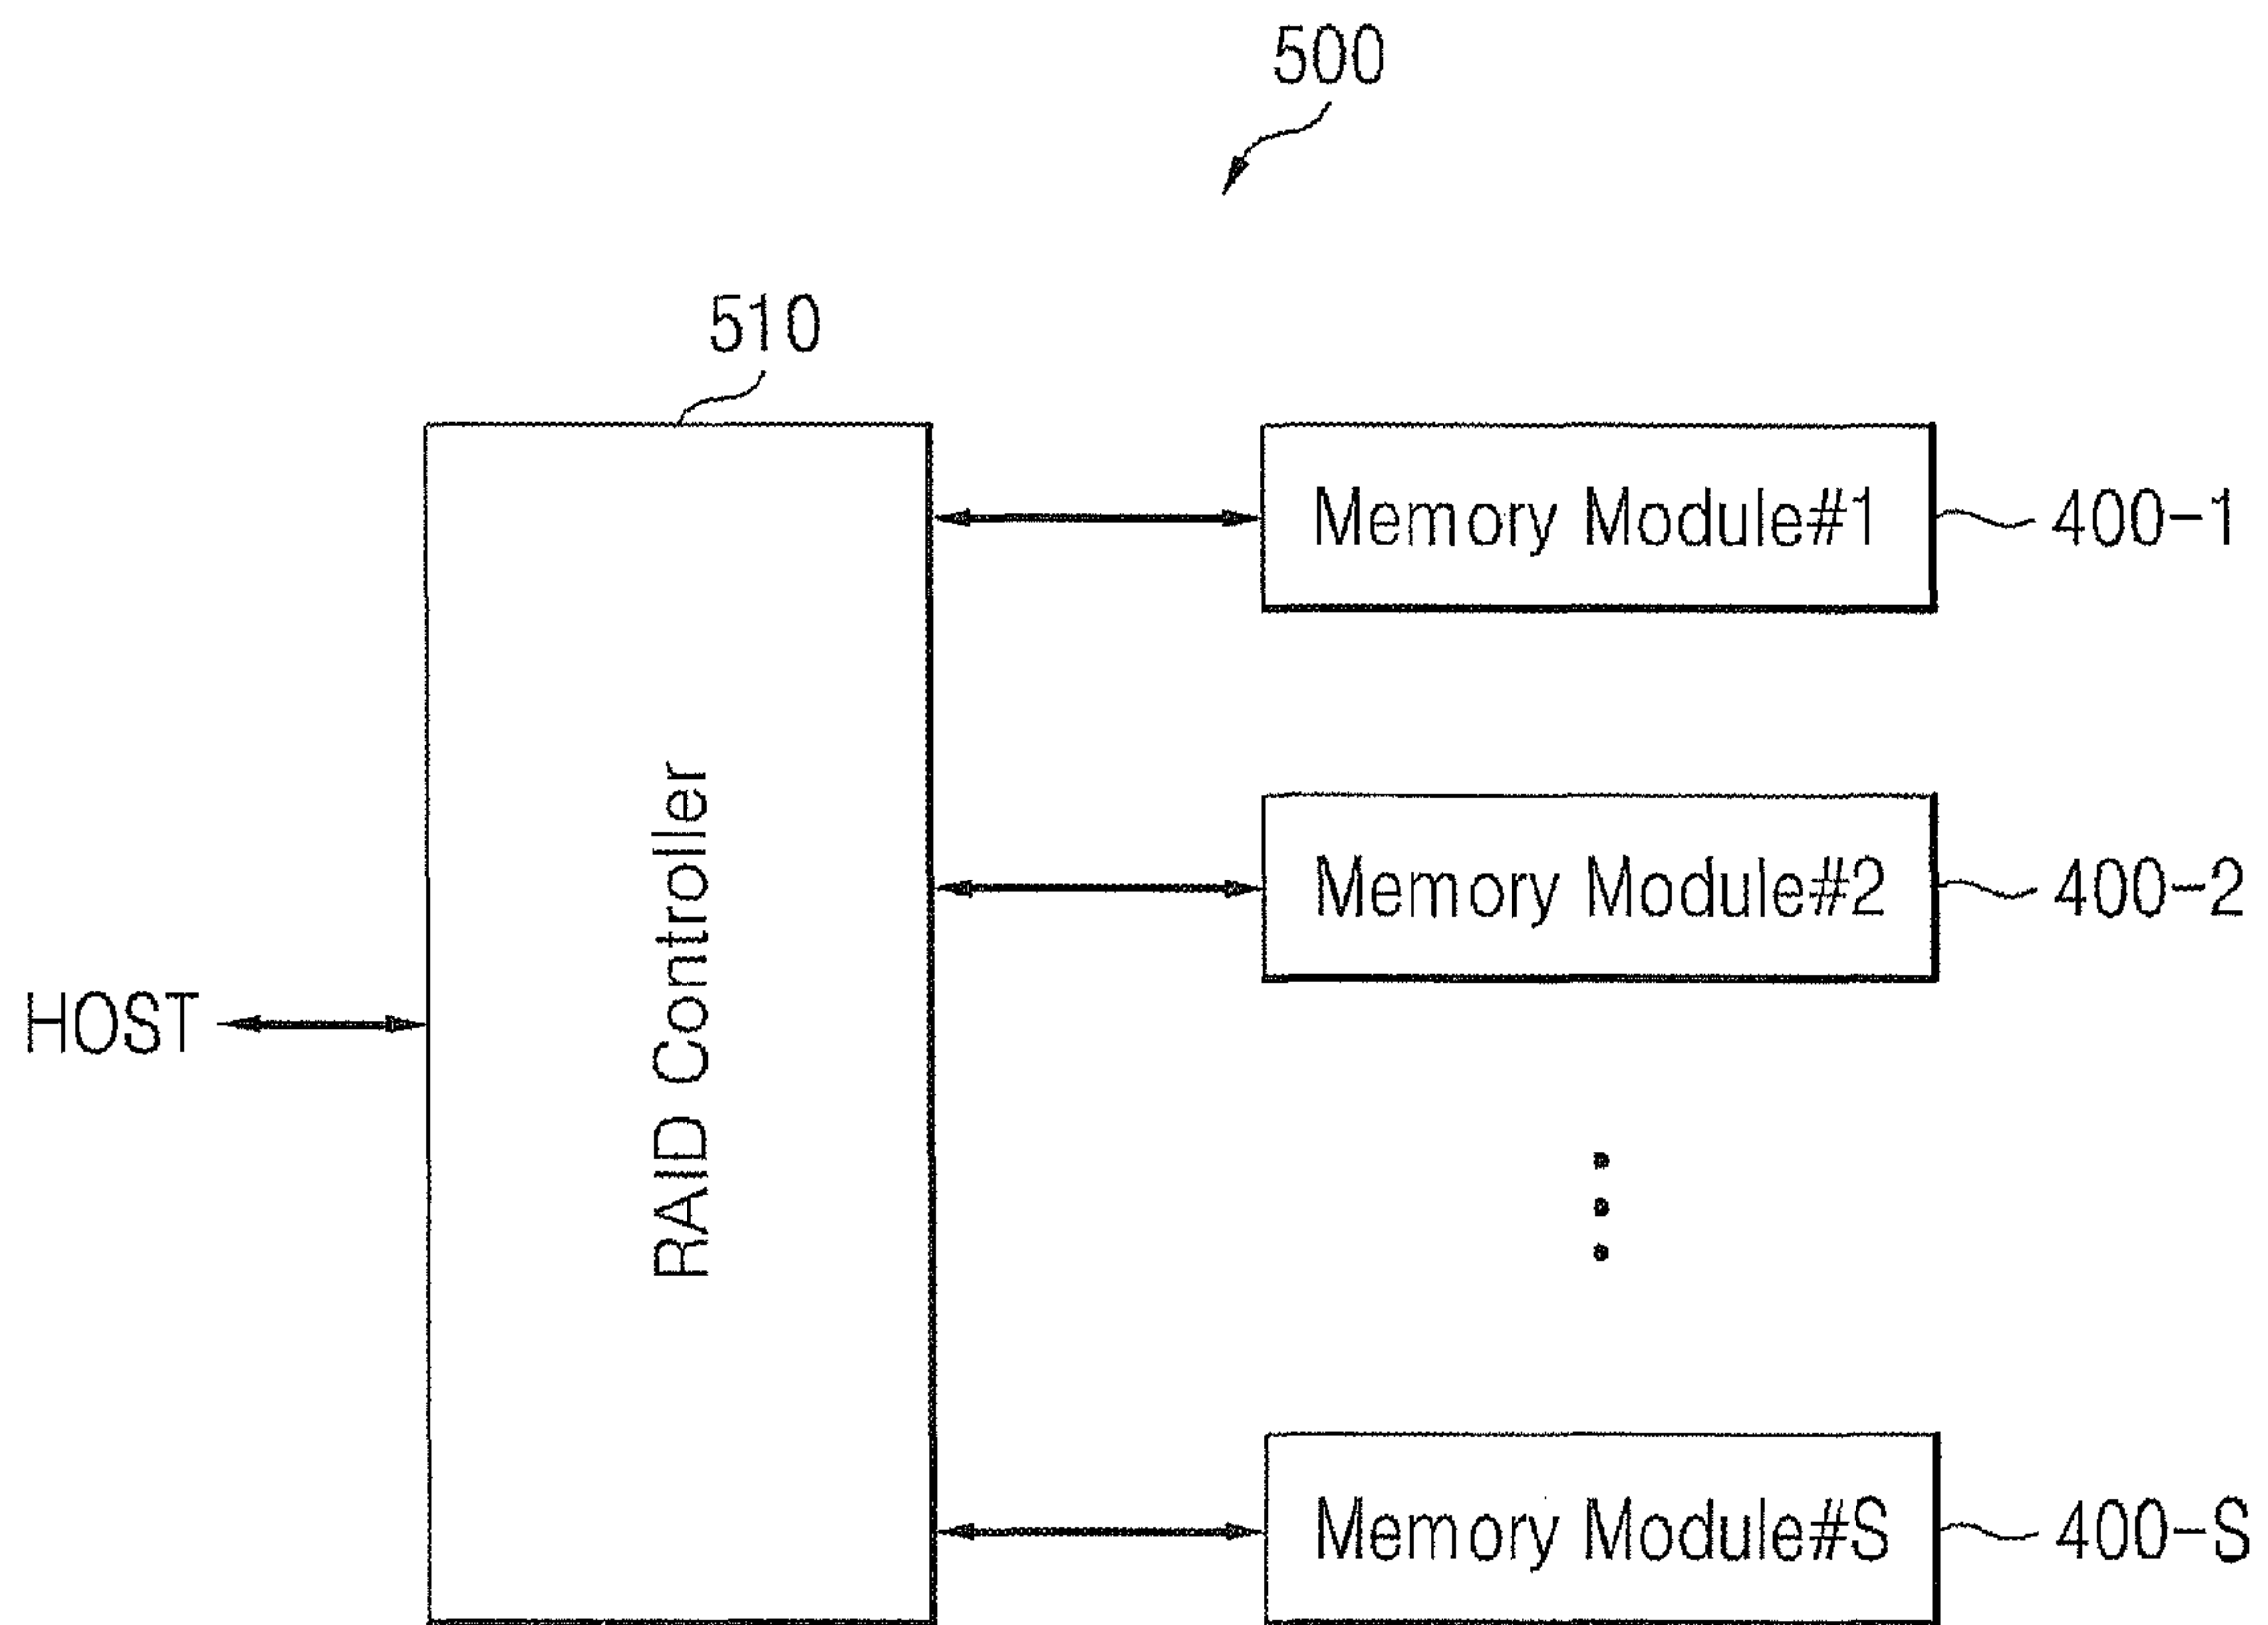 500
510
Memory Module#1
400-1
RAID Controller
Memory Module#2
400-2
HOST
Memory Module#S
400-S